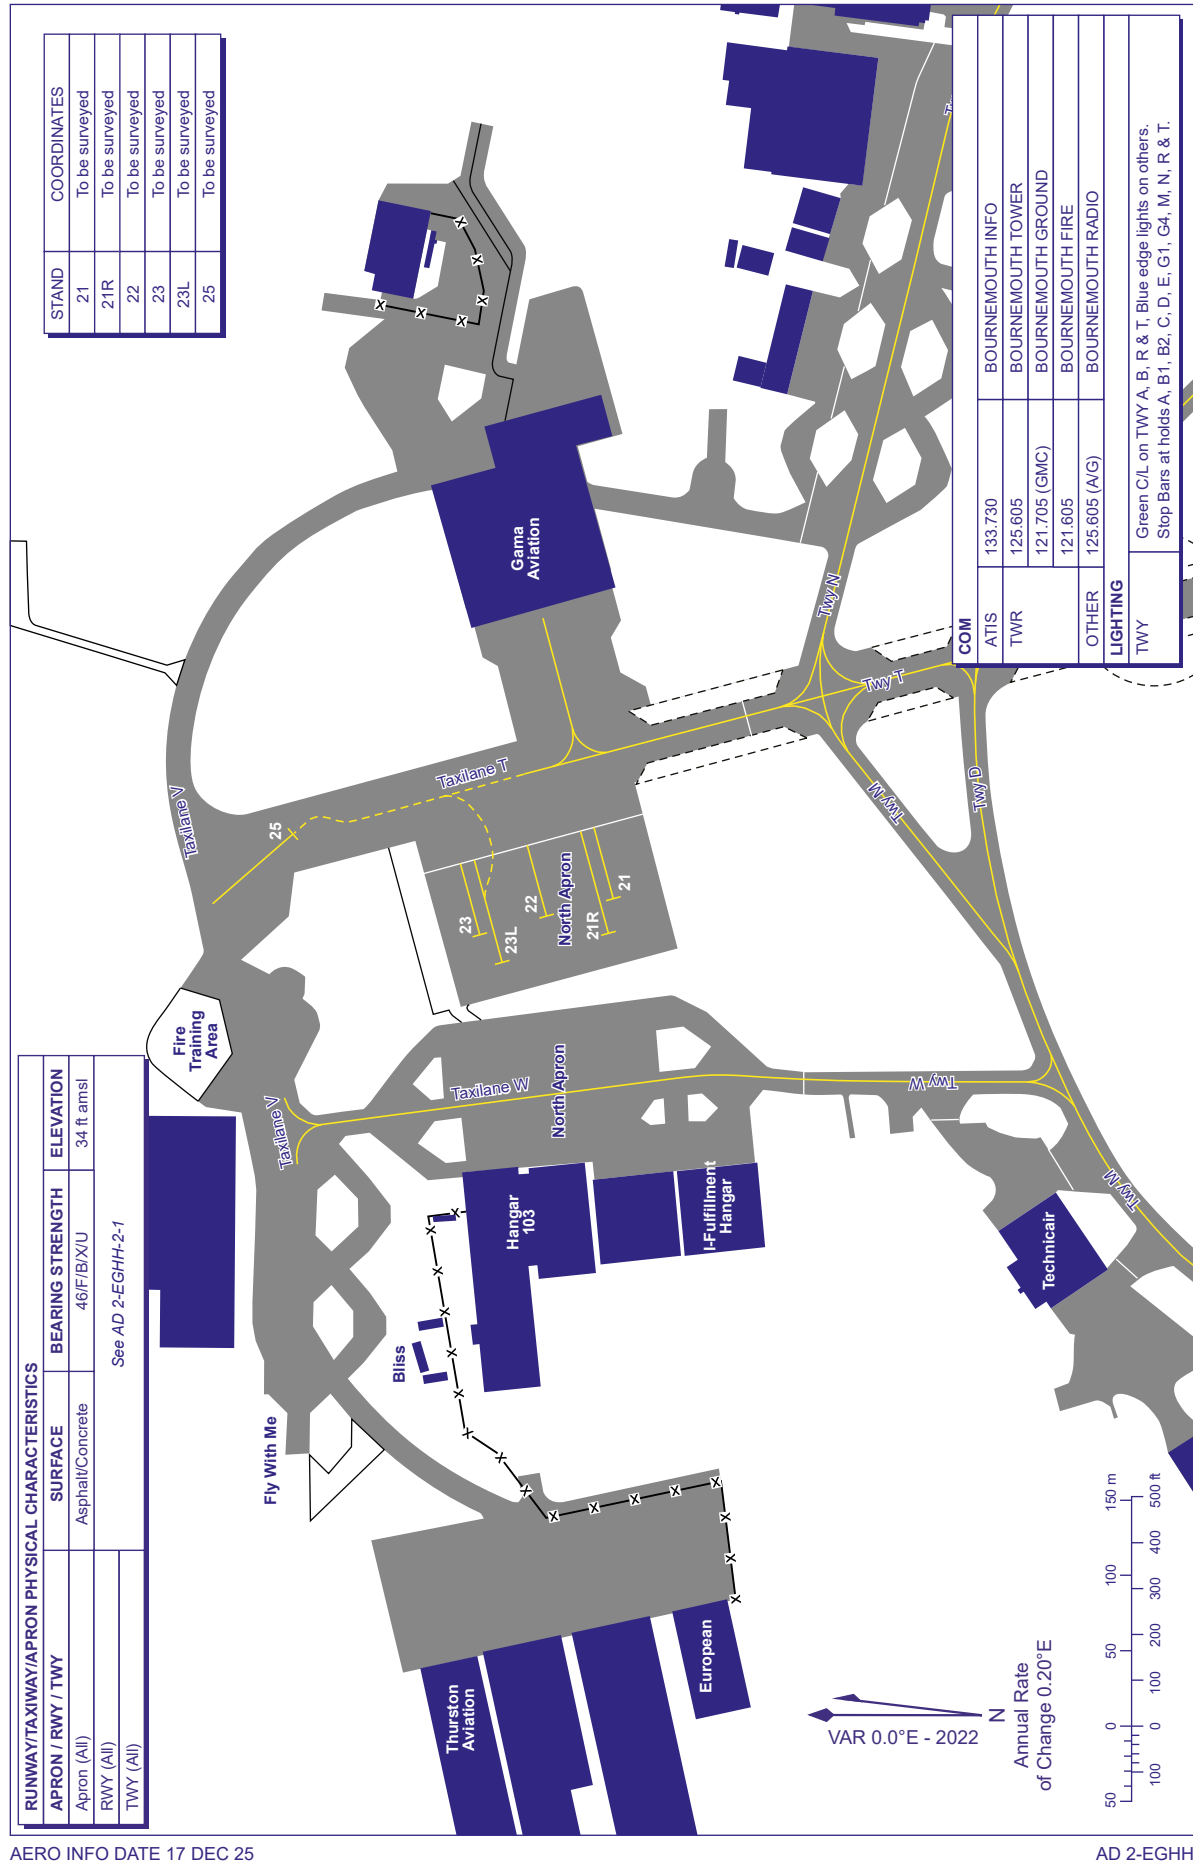 STAND COORDINATES
21 To be surveyed
21R To be surveyed
22 To be surveyed
23 To be surveyed
23L To be surveyed
25 To be surveyed
RUNWAY/TAXIWAY/APRON PHYSICAL CHARACTERISTICS
APRON / RWY / TWY SURFACE BEARING STRENGTH ELEVATION
Apron (All) Asphalt/Concrete 46/F/B/X/U 34 ft amsl
RWY (All)
TWY (All)
See AD 2-EGHH-2-1
COM
ATIS 133.730 BOURNEMOUTH INFO
TWR 125.605 BOURNEMOUTH TOWER
121.705 (GMC) BOURNEMOUTH GROUND
121.605 BOURNEMOUTH FIRE
OTHER 125.605 (A/G) BOURNEMOUTH RADIO
LIGHTING
TWY Green C/L on TWY A, B, R & T, Blue edge lights on others.
Stop Bars at holds A, B1, B2, C, D, E, G1, G4, M, N, R & T.
Gama
Aviation
Twy N
Twy T
Twy D
Twy M
Taxilane T
Taxilane V
25
23
23L
22
North Apron
21R
21
Fire
Training
Area
Taxilane V
Taxilane W
North Apron
Twy W
Twy M
Hangar
103
I-Fulfillment
Hangar
Technicair
Bliss
Fly With Me
Thurston
Aviation
European
VAR 0.0°E - 2022
N
Annual Rate
of Change 0.20°E
50 0 50 100 150 m
100 0 100 200 300 400 500 ft
AERO INFO DATE 17 DEC 25
AD 2-EGHH